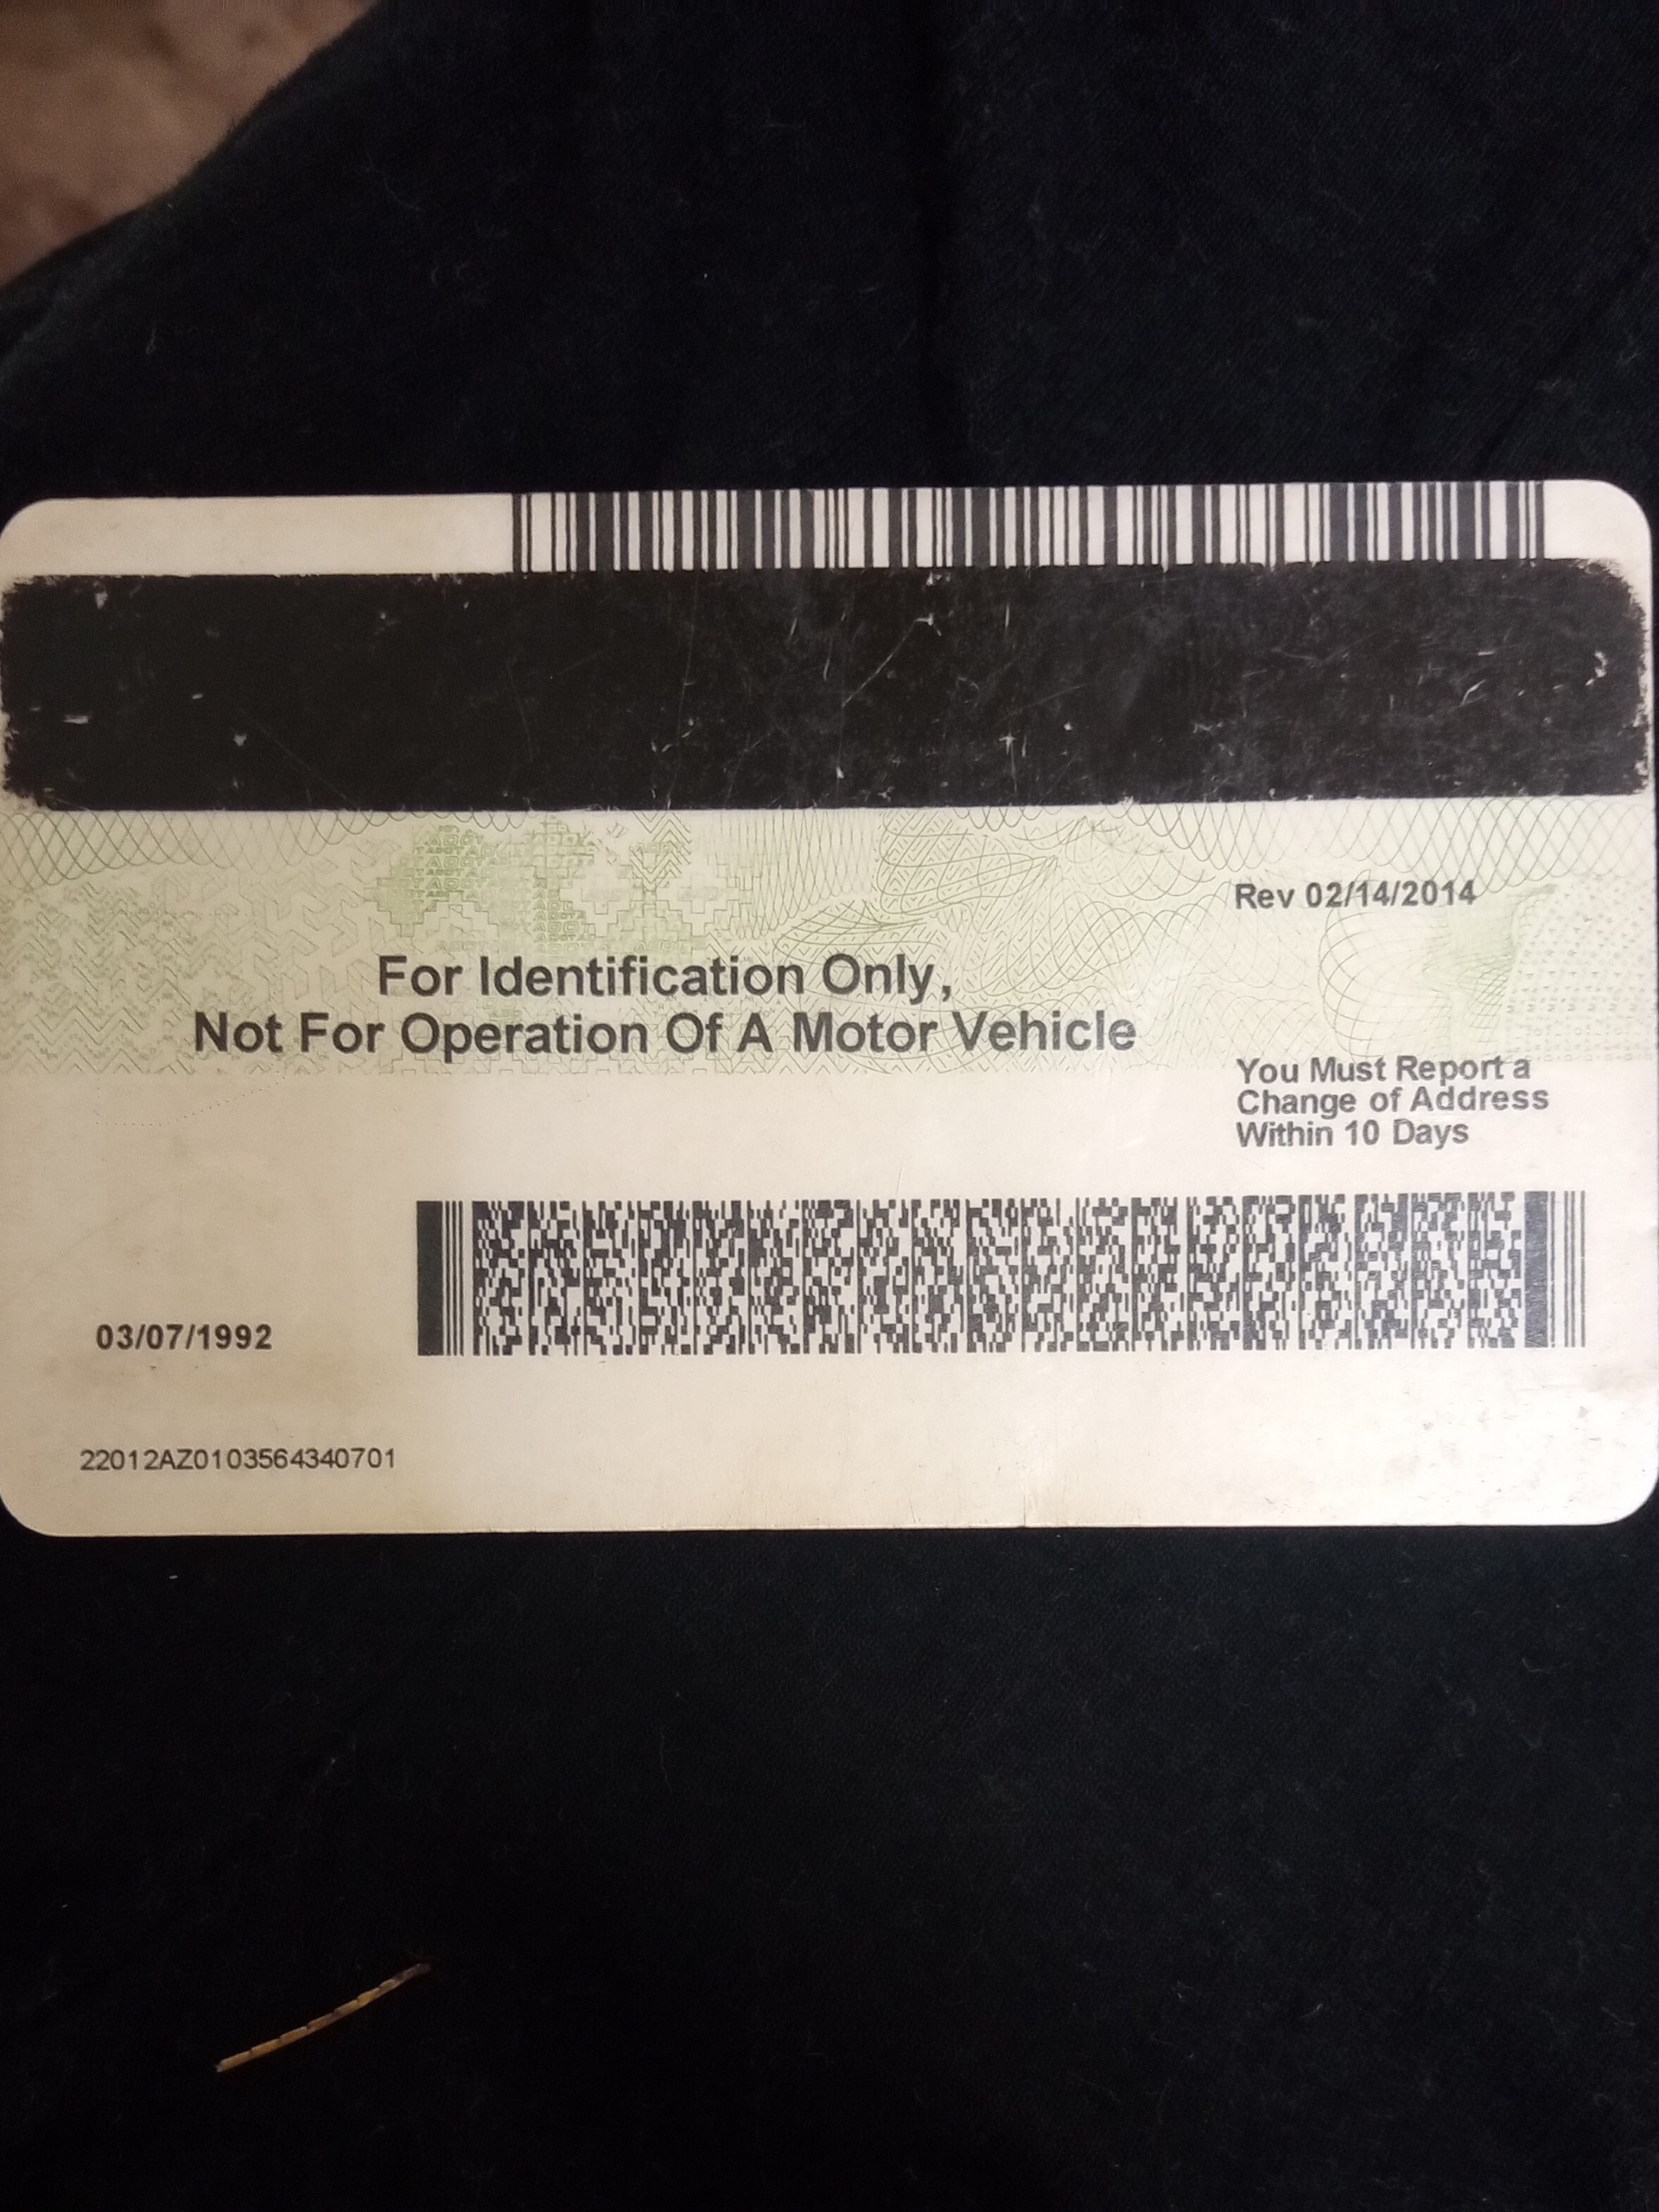 Rev 02/14/2014
For Identification Only,
Not For Operation Of A Motor Vehicle
You Must Report a
Change of Address
Within 10 Days
03/07/1992
22012AZ0103564340701